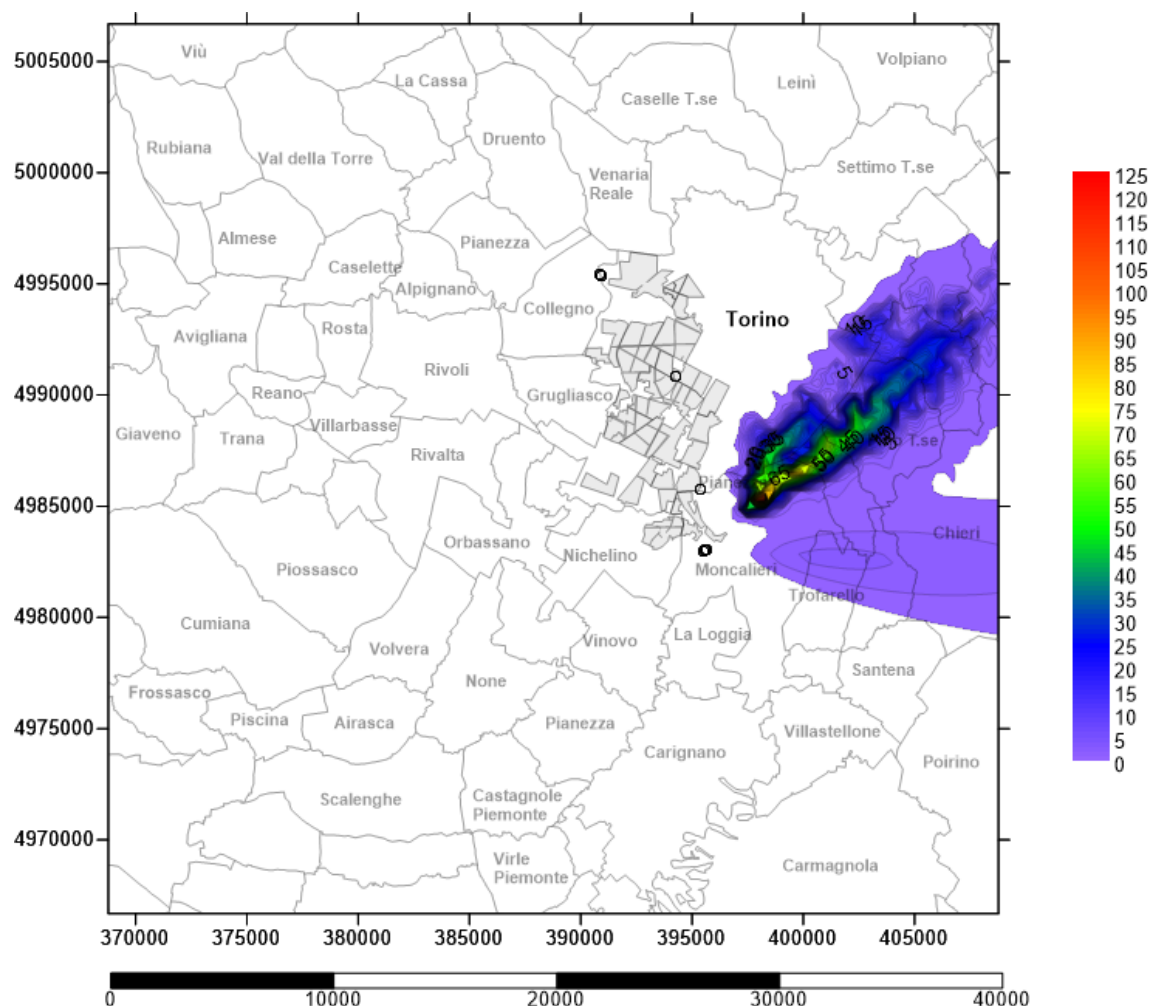 5005000
5000000
4995000
4990000
4985000
4980000
4975000
4970000
Viù
La Cassa
Volpiano
Leinì
Caselle T.se
Rubiana
Val della Torre
Druento
Venaria
Reale
Settimo T.se
Almese
Pianezza
Caselette
Alpignano
Collegno
Torino
Avigliana
Rosta
Rivoli
Reano
Grugliasco
Giaveno
Trana
Villarbasse
Rivalta
Chieri
Orbassano
Nichelino
Moncalieri
Piossasco
Trofarello
Cumiana
Volvera
Vinovo
La Loggia
Santena
Frossasco
None
Piscina
Airasca
Pianezza
Villastellone
Carignano
Poirino
Scalenghe
Castagnole
Piemonte
Virle
Piemonte
Carmagnola
5
65
370000 375000 380000 385000 390000 395000 400000 405000
0 10000 20000 30000 40000
125
120
115
110
105
100
95
90
85
80
75
70
65
60
55
50
45
40
35
30
25
20
15
10
5
0